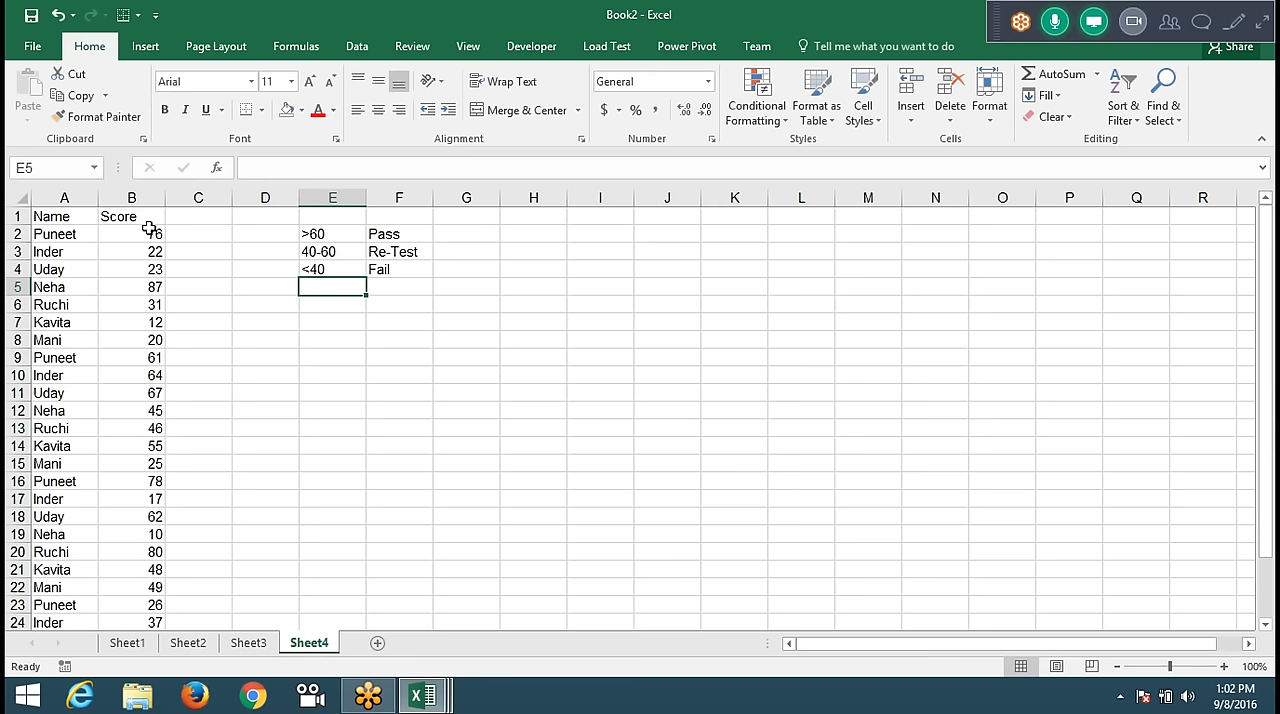 Book2 - Excel
File Home Insert Page Layout Formulas Data Review View Developer Load Test Power Pivot Team Tell me what you want to do Share
Paste Cut Copy Format Painter Clipboard
Arial 11 A A B I U A Font
Wrap Text Merge & Center Alignment
General $ % , Number
Conditional Formatting Format as Table Cell Styles Styles
Insert Delete Format Cells
AutoSum Fill Clear Sort & Filter Find & Select Editing
E5 fx
A B C D E F G H I J K L M N O P Q R
1 Name Score
2 Puneet 76 >60 Pass
3 Inder 22 40-60 Re-Test
4 Uday 23 <40 Fail
5 Neha 87
6 Ruchi 31
7 Kavita 12
8 Mani 20
9 Puneet 61
10 Inder 64
11 Uday 67
12 Neha 45
13 Ruchi 46
14 Kavita 55
15 Mani 25
16 Puneet 78
17 Inder 17
18 Uday 62
19 Neha 10
20 Ruchi 80
21 Kavita 48
22 Mani 49
23 Puneet 26
24 Inder 37
Sheet1 Sheet2 Sheet3 Sheet4
Ready 100%
1:02 PM
9/8/2016